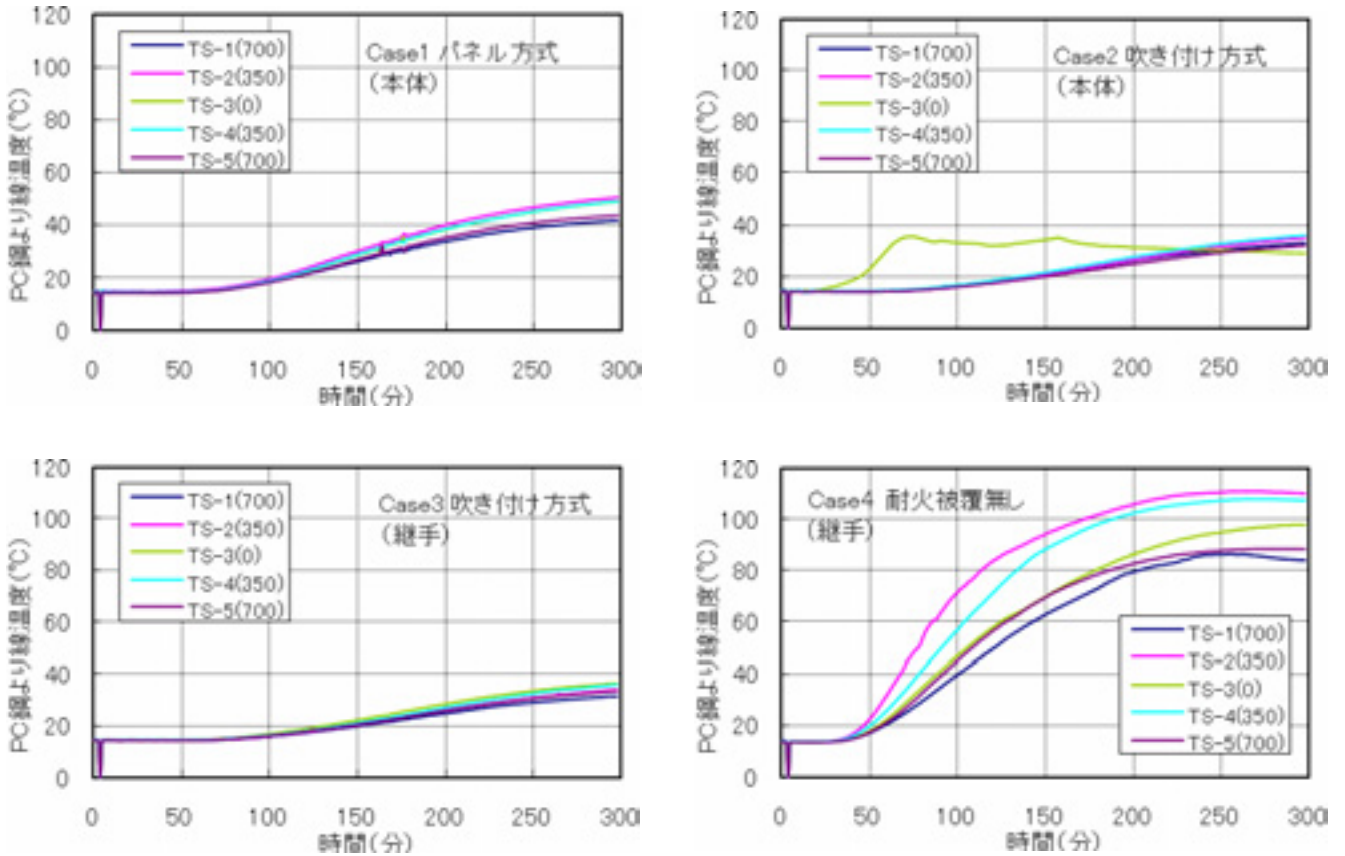 PC鋼より線温度(℃)
120
100
80
60
40
20
0
TS-1(700)
TS-2(350)
TS-3(0)
TS-4(350)
TS-5(700)
Case1 パネル方式
(本体)
0 50 100 150 200 250 300
時間(分)
PC鋼より線温度(℃)
120
100
80
60
40
20
0
TS-1(700)
TS-2(350)
TS-3(0)
TS-4(350)
TS-5(700)
Case2 吹き付け方式
(本体)
0 50 100 150 200 250 300
時間(分)
PC鋼より線温度(℃)
120
100
80
60
40
20
0
TS-1(700)
TS-2(350)
TS-3(0)
TS-4(350)
TS-5(700)
Case3 吹き付け方式
(継手)
0 50 100 150 200 250 300
時間(分)
PC鋼より線温度(℃)
120
100
80
60
40
20
0
Case4 耐火被覆無し
(継手)
TS-1(700)
TS-2(350)
TS-3(0)
TS-4(350)
TS-5(700)
0 50 100 150 200 250 300
時間(分)